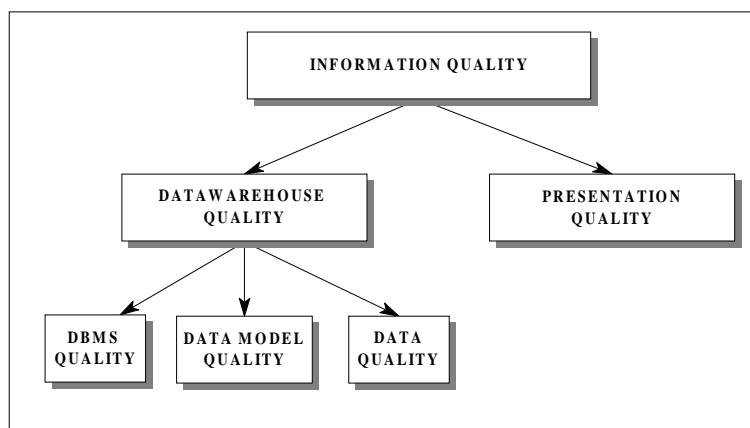 INFORMATION QUALITY
DATAWAREHOUSE
QUALITY
PRESENTATION
QUALITY
DBMS
QUALITY
DATA MODEL
QUALITY
DATA
QUALITY